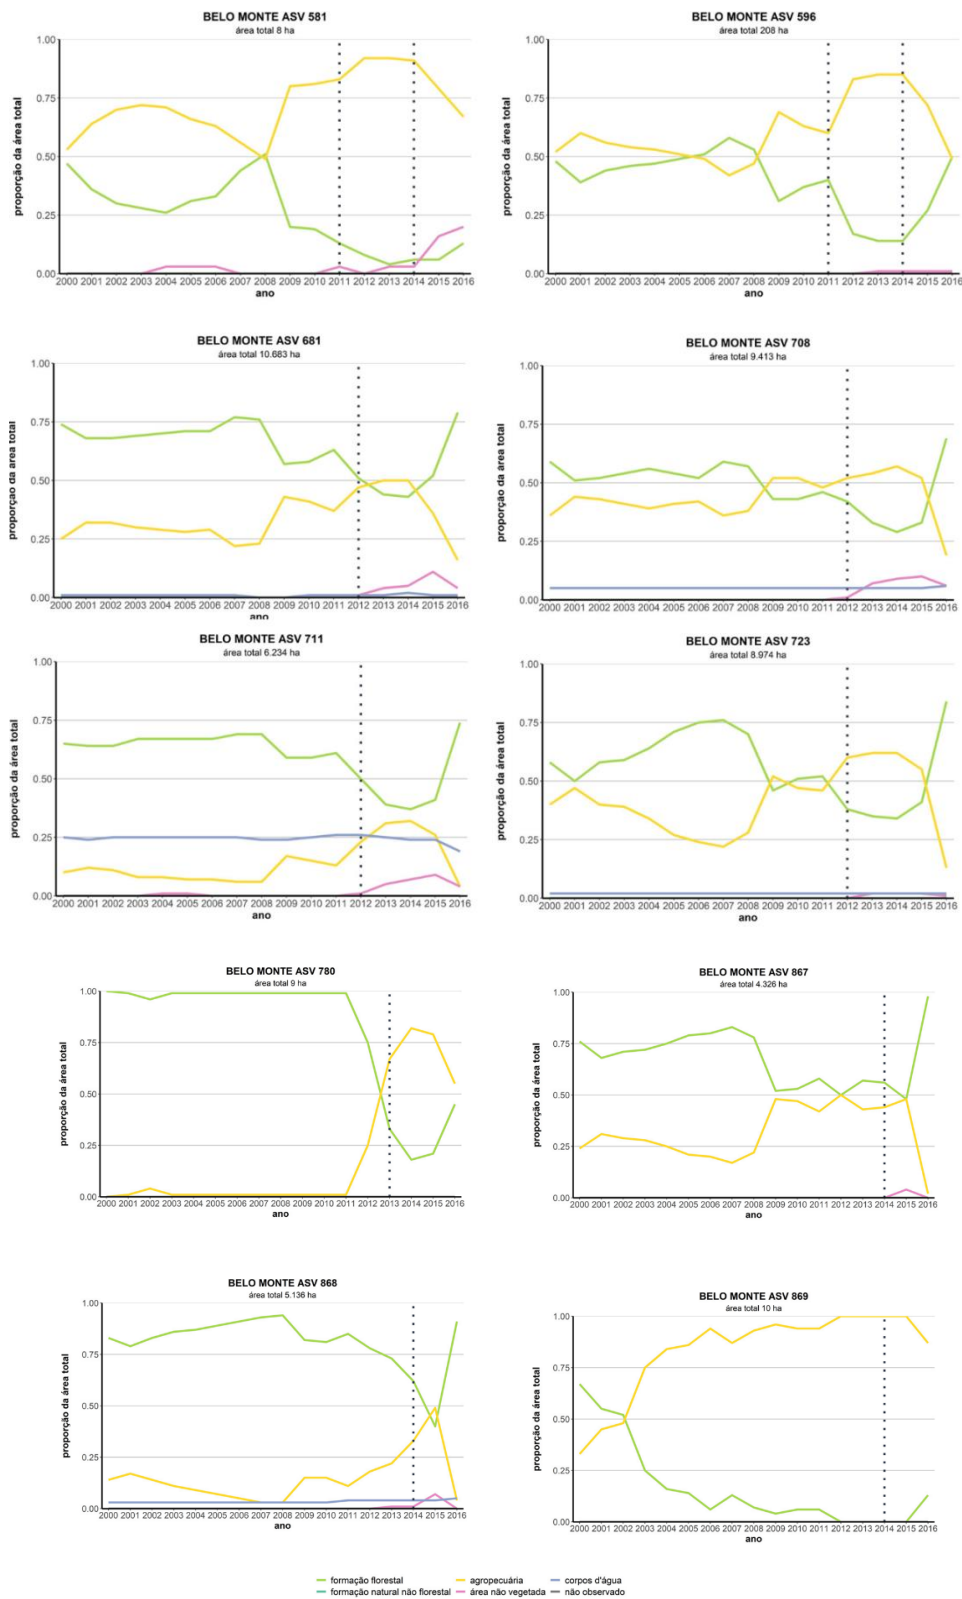 BELO MONTE ASV 581
área total 8 ha
1.00
0.75
0.50
0.25
0.00
proporção da área total
2000 2001 2002 2003 2004 2005 2006 2007 2008 2009 2010 2011 2012 2013 2014 2015 2016
ano
BELO MONTE ASV 596
área total 208 ha
1.00
0.75
0.50
0.25
0.00
proporção da área total
2000 2001 2002 2003 2004 2005 2006 2007 2008 2009 2010 2011 2012 2013 2014 2015 2016
ano
BELO MONTE ASV 681
área total 10.683 ha
1.00
0.75
0.50
0.25
0.00
proporçao da área total
2000 2001 2002 2003 2004 2005 2006 2007 2008 2009 2010 2011 2012 2013 2014 2015 2016
ano
BELO MONTE ASV 708
área total 9.413 ha
1.00
0.75
0.50
0.25
0.00
proporção da área total
2000 2001 2002 2003 2004 2005 2006 2007 2008 2009 2010 2011 2012 2013 2014 2015 2016
ano
BELO MONTE ASV 711
área total 6.234 ha
1.00
0.75
0.50
0.25
0.00
proporção da área total
2000 2001 2002 2003 2004 2005 2006 2007 2008 2009 2010 2011 2012 2013 2014 2015 2016
ano
BELO MONTE ASV 723
área total 8.974 ha
1.00
0.75
0.50
0.25
0.00
proporção da área total
2000 2001 2002 2003 2004 2005 2006 2007 2008 2009 2010 2011 2012 2013 2014 2015 2016
ano
BELO MONTE ASV 780
área total 9 ha
1.00
0.75
0.50
0.25
0.00
proporção da área total
2000 2001 2002 2003 2004 2005 2006 2007 2008 2009 2010 2011 2012 2013 2014 2015 2016
ano
BELO MONTE ASV 867
área total 4.326 ha
1.00
0.75
0.50
0.25
0.00
proporção da área total
2000 2001 2002 2003 2004 2005 2006 2007 2008 2009 2010 2011 2012 2013 2014 2015 2016
ano
BELO MONTE ASV 868
área total 5.136 ha
1.00
0.75
0.50
0.25
0.00
proporção da área total
2000 2001 2002 2003 2004 2005 2006 2007 2008 2009 2010 2011 2012 2013 2014 2015 2016
ano
BELO MONTE ASV 869
área total 10 ha
1.00
0.75
0.50
0.25
0.00
proporção da área total
2000 2001 2002 2003 2004 2005 2006 2007 2008 2009 2010 2011 2012 2013 2014 2015 2016
ano
formação florestal agropecuária corpos d'água
formação natural não florestal área não vegetada não observado